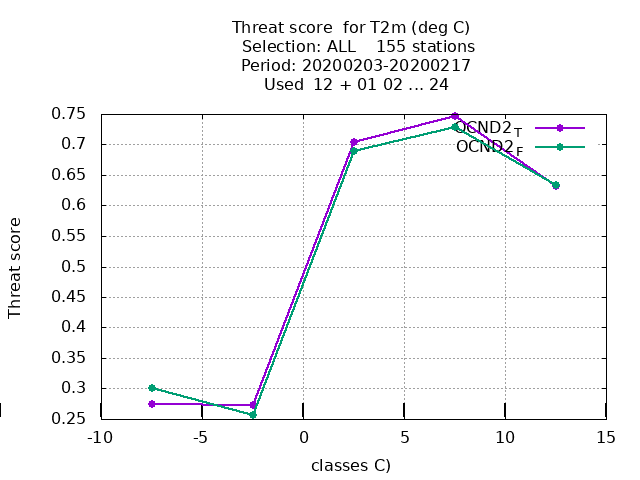 Threat score  for T2m (deg C)
Selection: ALL    155 stations
Period: 20200203-20200217
Used  12 + 01 02 ... 24
OCND2T
OCND2F
0.75
0.7
0.65
0.6
0.55
0.5
0.45
0.4
0.35
0.3
0.25
Threat score
-10 -5 0 5 10 15
classes C)